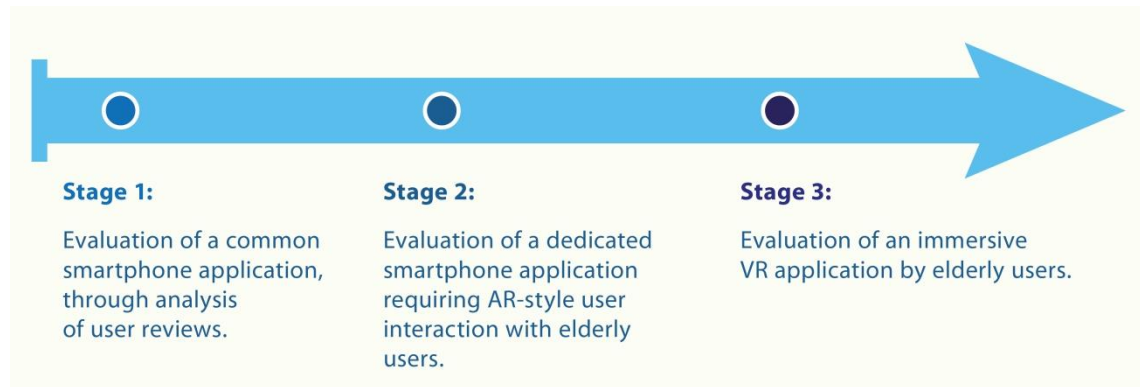 Stage 1:
Evaluation of a common
smartphone application,
through analysis
of user reviews.
Stage 2:
Evaluation of a dedicated
smartphone application
requiring AR-style user
interaction with elderly
users.
Stage 3:
Evaluation of an immersive
VR application by elderly users.